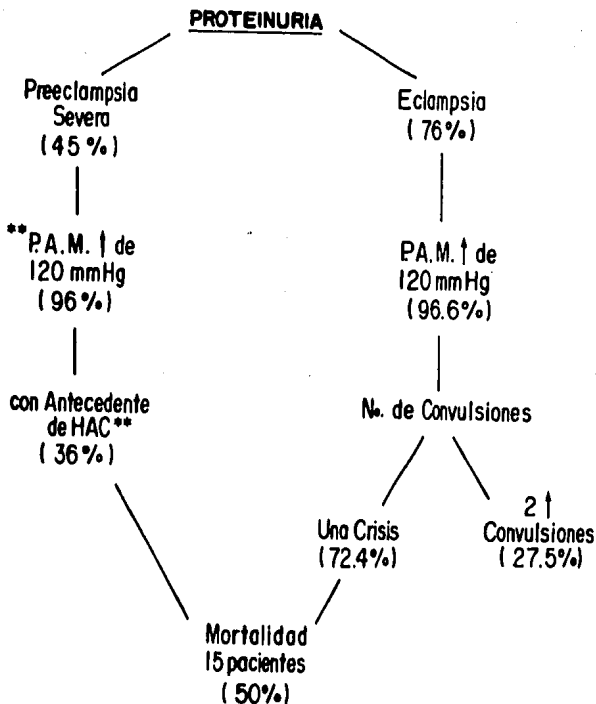 PROTEINURIA
Preeclampsia
Severa
(45%)
Eclampsia
(76%)
**P.A.M. ↑ de
120 mmHg
(96%)
P.A.M. ↑ de
120 mmHg
(96.6%)
con Antecedente
de HAC**
(36%)
No. de Convulsiones
Una Crisis
(72.4%)
2 ↑
Convulsiones
(27.5%)
Mortalidad
15 pacientes
(50%)